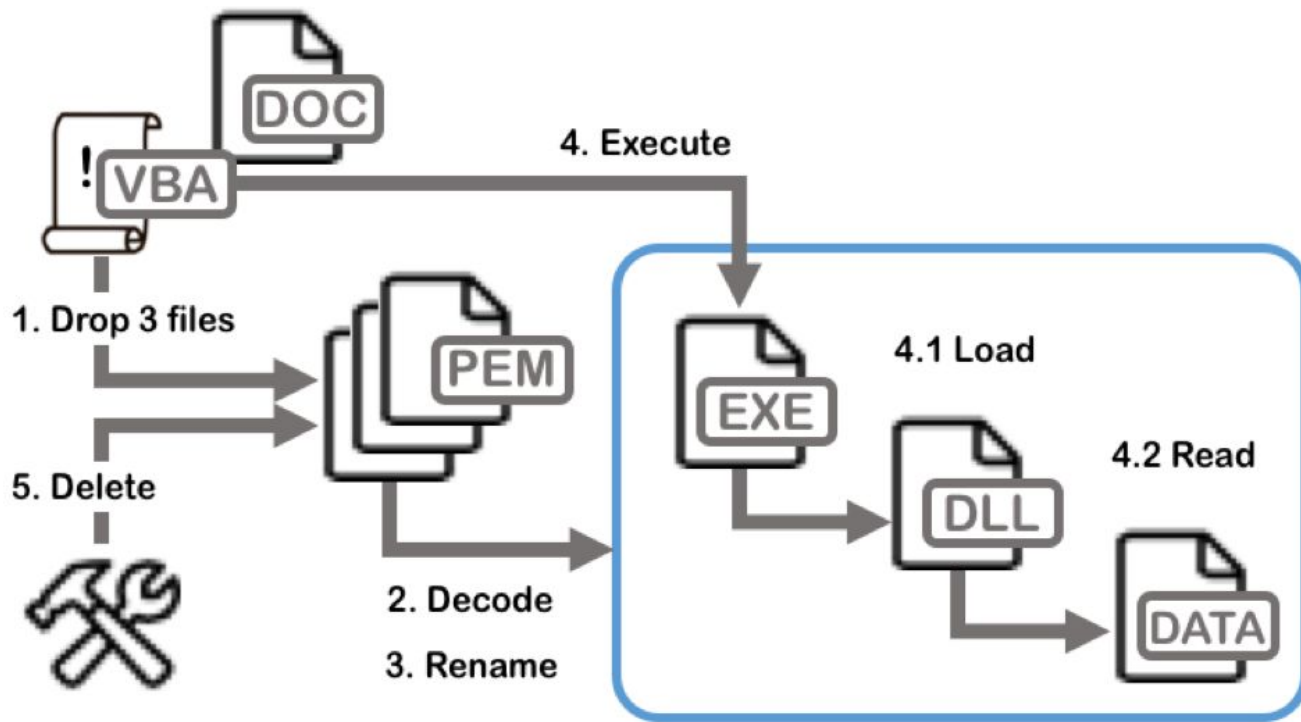 DOC
! VBA
4. Execute
1. Drop 3 files
PEM
4.1 Load
EXE
4.2 Read
5. Delete
DLL
2. Decode
3. Rename
DATA